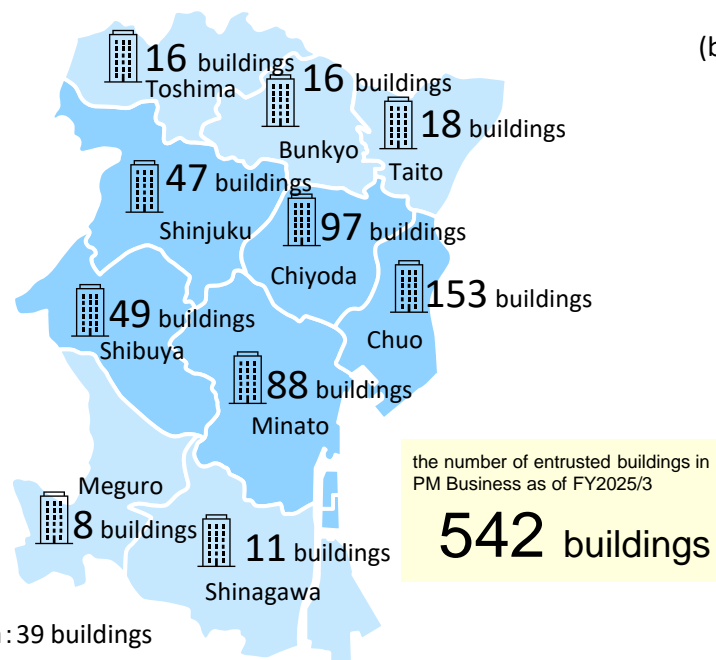 (b
16 buildings
Toshima
16 buildings
Bunkyo
18 buildings
Taito
47 buildings
Shinjuku
97 buildings
Chiyoda
153 buildings
Chuo
49 buildings
Shibuya
88 buildings
Minato
the number of entrusted buildings in
PM Business as of FY2025/3
542 buildings
Meguro
8 buildings
11 buildings
Shinagawa
: 39 buildings